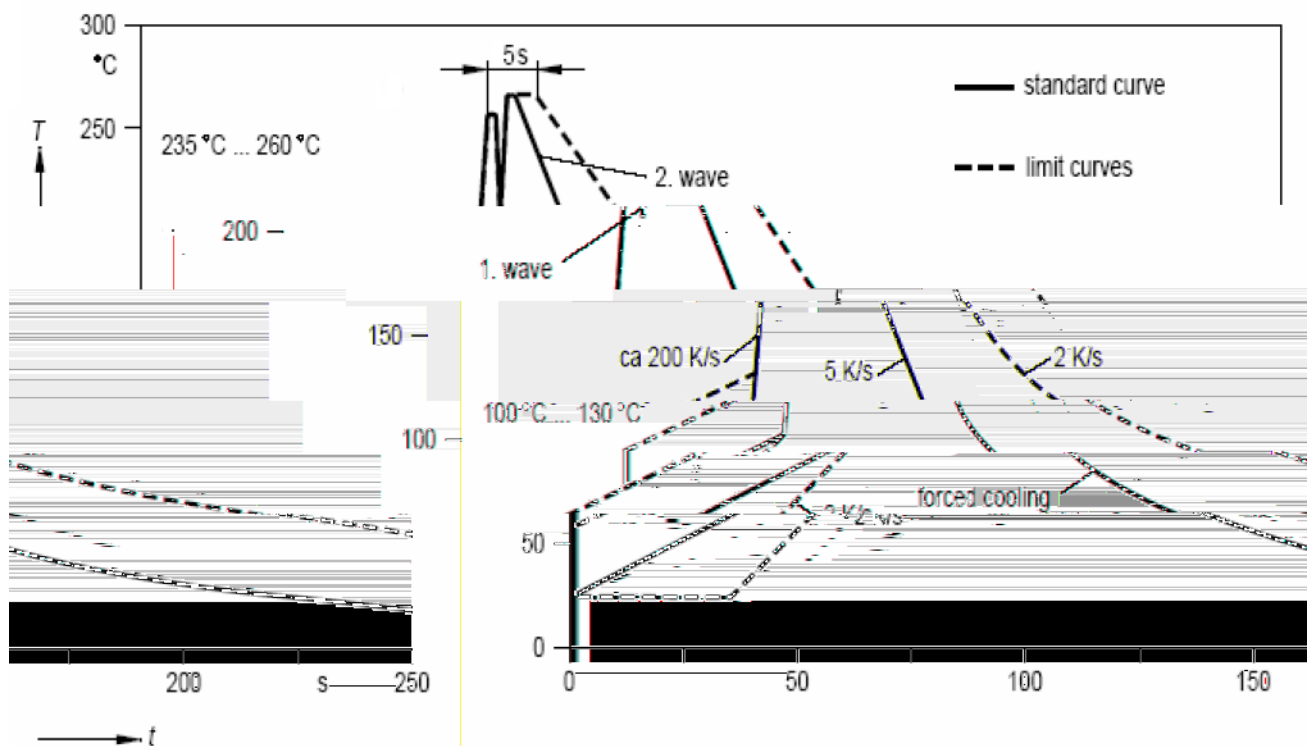 300
°C
5s
standard curve
T
250
235 °C ... 260 °C
2. wave
limit curves
200
1. wave
150
ca 200 K/s
5 K/s
2 K/s
100 °C ... 130 °C
100
forced cooling
50
0
200
s
250
0
50
100
150
t